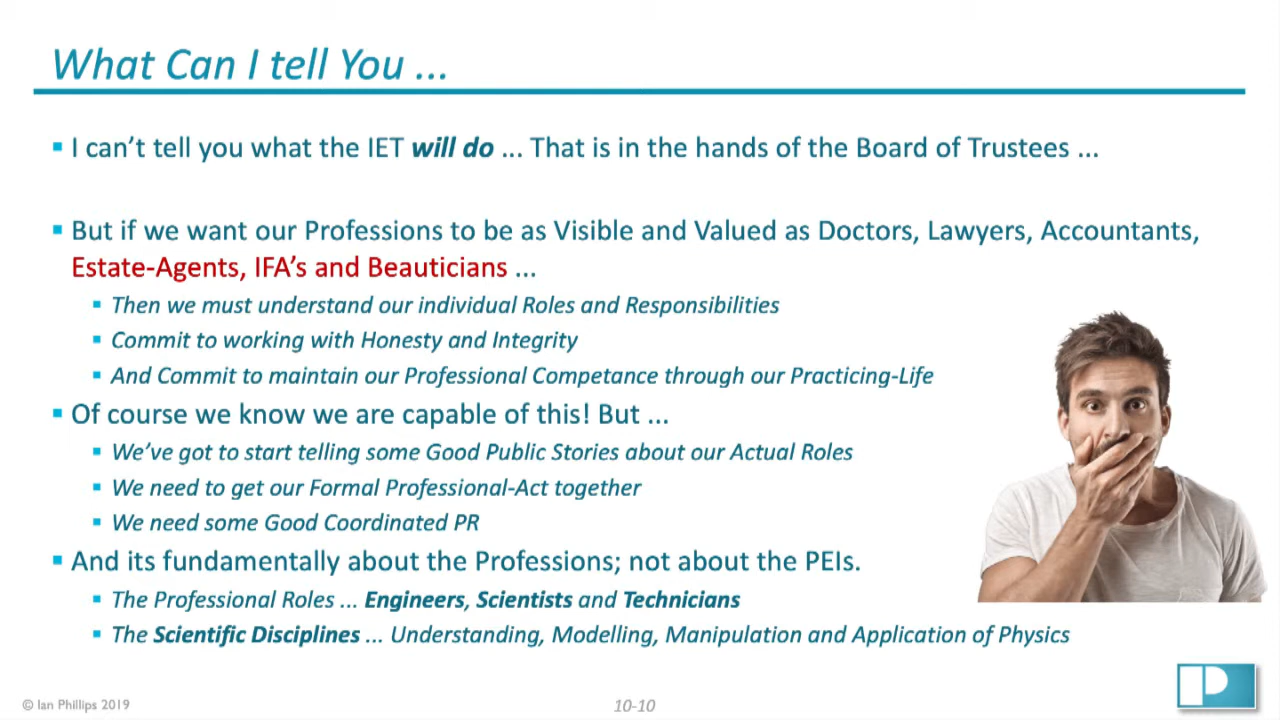 What Can I tell You ...
I can't tell you what the IET will do ... That is in the hands of the Board of Trustees ...
But if we want our Professions to be as Visible and Valued as Doctors, Lawyers, Accountants,
Estate-Agents, IFA's and Beauticians ...
Then we must understand our individual Roles and Responsibilities
Commit to working with Honesty and Integrity
And Commit to maintain our Professional Competance through our Practicing-Life
Of course we know we are capable of this! But ...
We've got to start telling some Good Public Stories about our Actual Roles
We need to get our Formal Professional-Act together
We need some Good Coordinated PR
And its fundamentally about the Professions; not about the PEIs.
The Professional Roles ... Engineers, Scientists and Technicians
The Scientific Disciplines ... Understanding, Modelling, Manipulation and Application of Physics
© Ian Phillips 2019
10-10
P